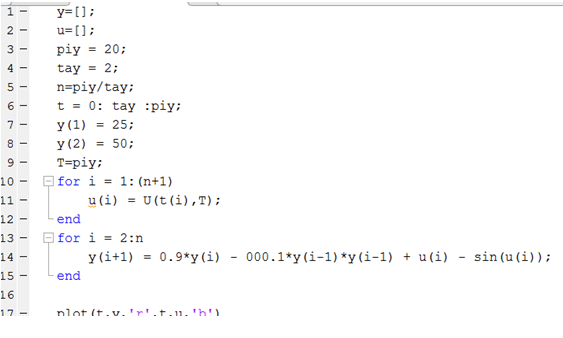 1 y=[];
2 u=[];
3 piy = 20;
4 tay = 2;
5 n=piy/tay;
6 t = 0: tay :piy;
7 y(1) = 25;
8 y(2) = 50;
9 T=piy;
10 for i = 1:(n+1)
11 u(i) = U(t(i),T);
12 end
13 for i = 2:n
14 y(i+1) = 0.9*y(i) - 000.1*y(i-1)*y(i-1) + u(i) - sin(u(i));
15 end
16
17 plot(t,y,'r',t,u,'b')